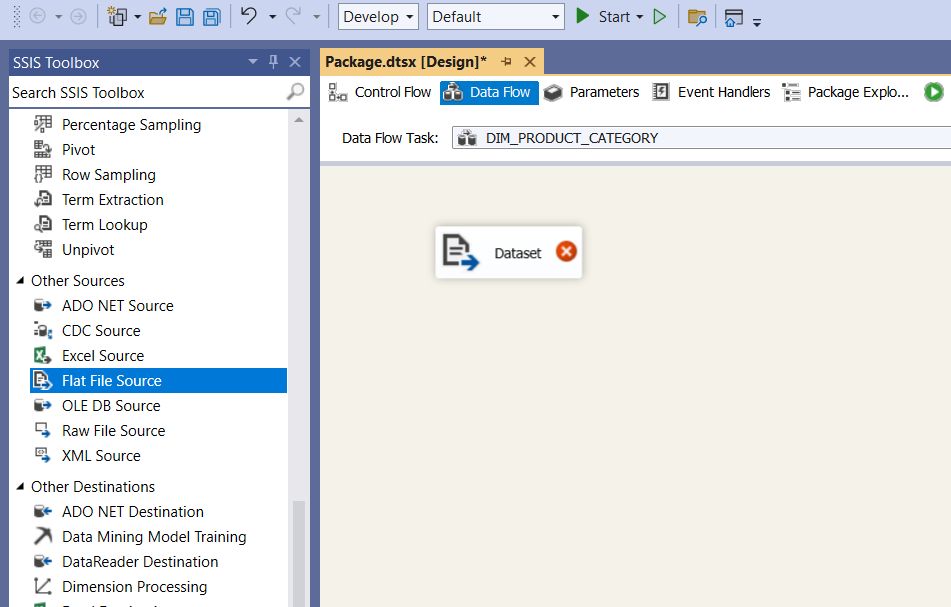 Develop
Default
Start
SSIS Toolbox
Search SSIS Toolbox
Percentage Sampling
Pivot
Row Sampling
Term Extraction
Term Lookup
Unpivot
Other Sources
ADO NET Source
CDC Source
Excel Source
Flat File Source
OLE DB Source
Raw File Source
XML Source
Other Destinations
ADO NET Destination
Data Mining Model Training
DataReader Destination
Dimension Processing
Package.dtsx [Design]*
Control Flow
Data Flow
Parameters
Event Handlers
Package Explo...
Data Flow Task:
DIM_PRODUCT_CATEGORY
Dataset